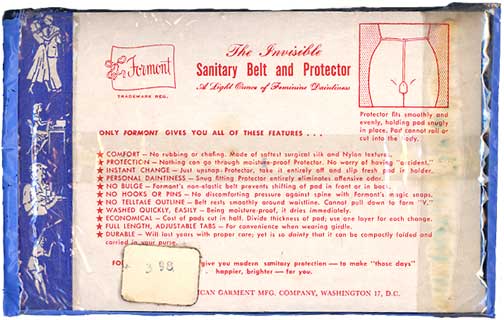 Formont
TRADEMARK REG.
The Invisible
Sanitary Belt and Protector
A Light Ounce of Feminine Daintiness
Protector fits smoothly and
evenly, holding pad snugly
in place. Pad cannot roll or
cut into the body.
ONLY FORMONT GIVES YOU ALL OF THESE FEATURES . . .
★ COMFORT — No rubbing or chafing. Made of softest surgical silk and Nylon texture.
★ PROTECTION — Nothing can go through moisture-proof Protector. No worry of having "accident."
★ INSTANT CHANGE — Just upsnap Protector, take it entirely off and slip fresh pad in holder.
★ PERSONAL DAINTINESS — Snug fitting Protector entirely eliminates offensive odor.
★ NO BULGE — Formont's non-elastic belt prevents shifting of pad in front or in back.
★ NO HOOKS OR PINS — No discomforting pressure against spine with Formont's magic snaps.
★ NO TELLTALE OUTLINE — Belt rests smoothly around waistline. Cannot pull down to form "V."
★ WASHED QUICKLY, EASILY — Being moisture-proof, it dries immediately.
★ ECONOMICAL — Cost of pads cut in half. Divide thickness of pad; use one layer for each change.
★ FULL LENGTH, ADJUSTABLE TABS — For convenience when wearing girdle.
★ DURABLE — Will last years with proper care; yet is so dainty that it can be compactly folded and
carried in your purse.
FO give you modern sanitary protection — to make "those days"
happier, brighter — for you.
3 98
ICAN GARMENT MFG. COMPANY, WASHINGTON 17, D.C.